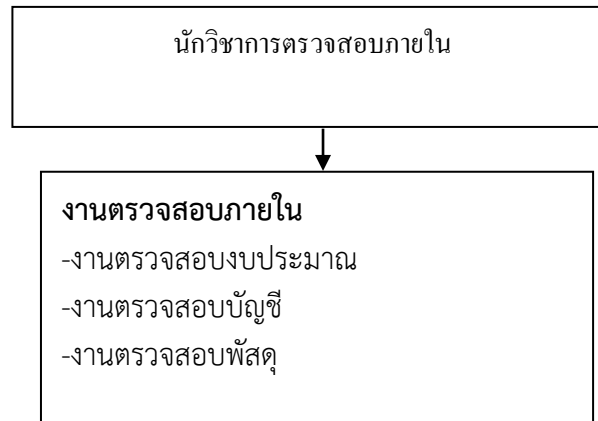 นักวิชาการตรวจสอบภายใน
งานตรวจสอบภายใน
-งานตรวจสอบงบประมาณ
-งานตรวจสอบบัญชี
-งานตรวจสอบพัสดุ